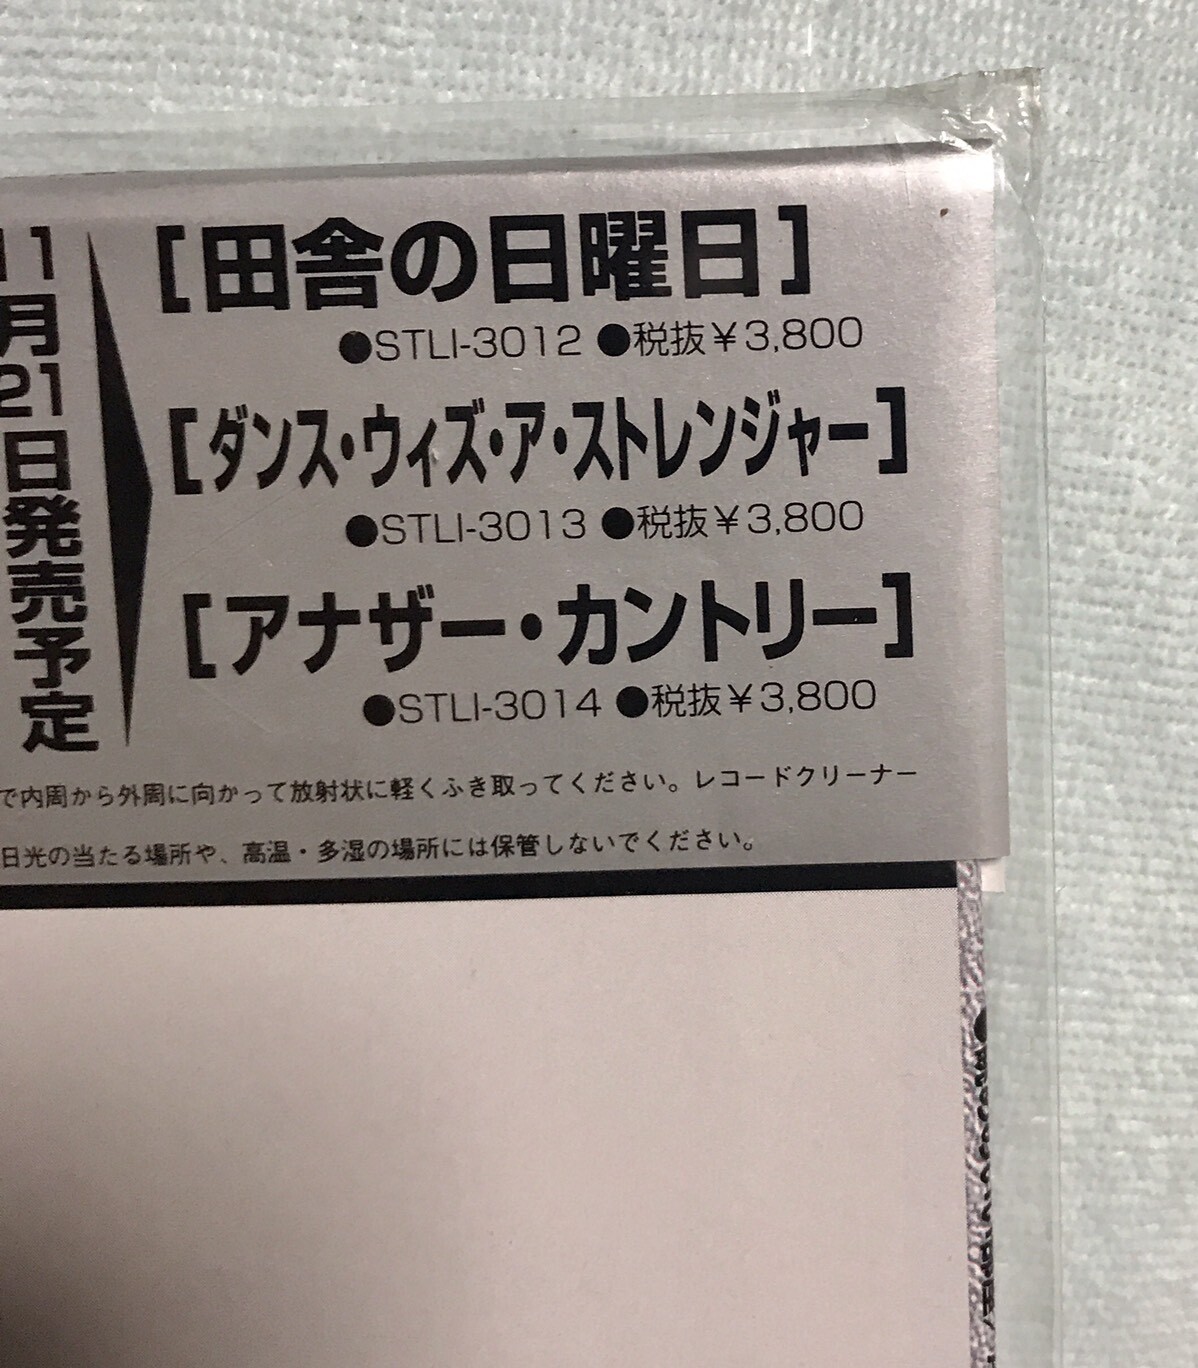 11月21日発売予定
[田舎の日曜日]
●STLI-3012 ●税抜￥3,800
[ダンス・ウィズ・ア・ストレンジャー]
●STLI-3013 ●税抜￥3,800
[アナザー・カントリー]
●STLI-3014 ●税抜￥3,800
で内周から外周に向かって放射状に軽くふき取ってください。レコードクリーナー
日光の当たる場所や、高温・多湿の場所には保管しないでください。